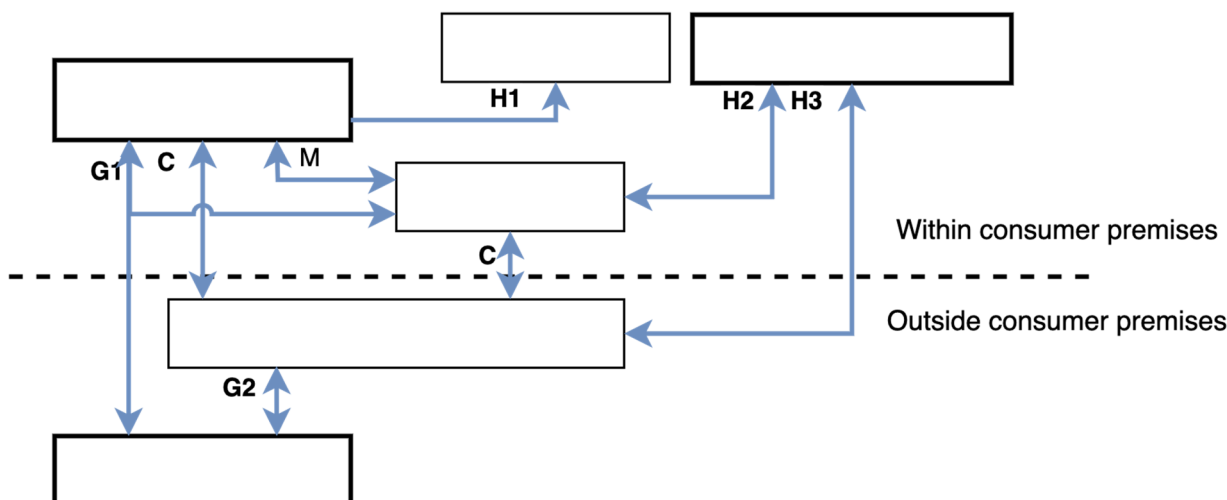 H1
H2
H3
G1
C
M
Within consumer premises
C
Outside consumer premises
G2